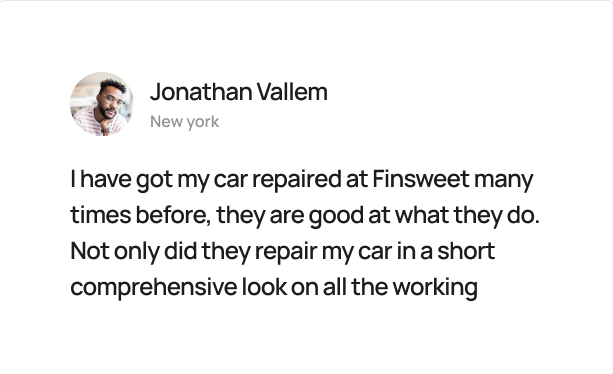 Jonathan Vallem
New york
I have got my car repaired at Finsweet many
times before, they are good at what they do.
Not only did they repair my car in a short
comprehensive look on all the working